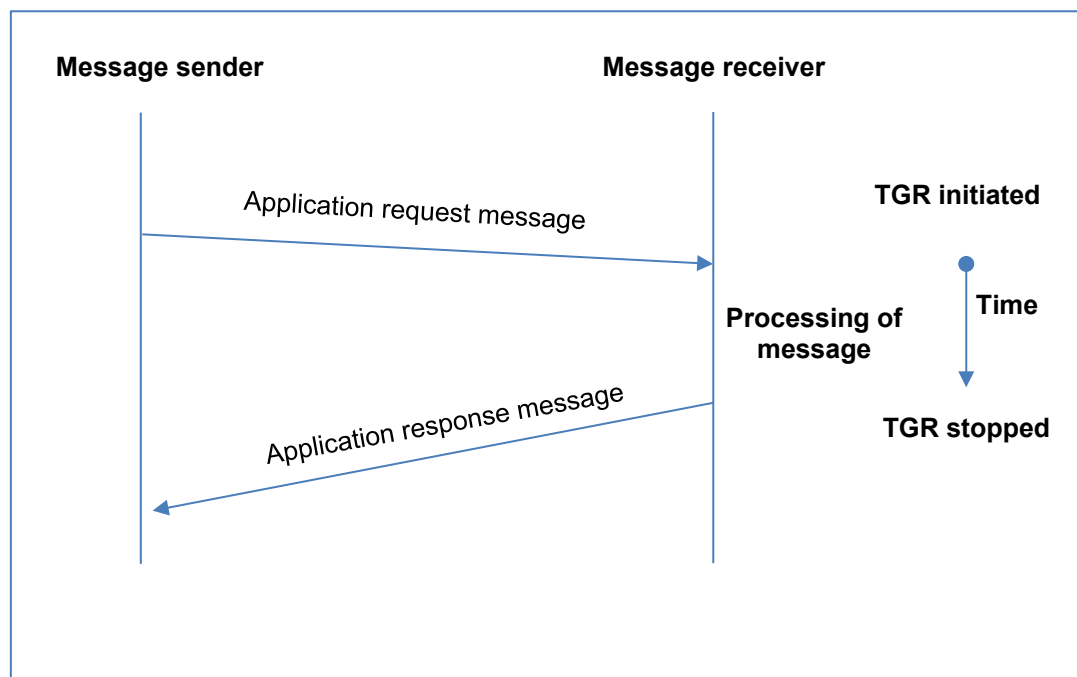 Message sender
Message receiver
Application request message
TGR initiated
Time
Processing of
message
Application response message
TGR stopped